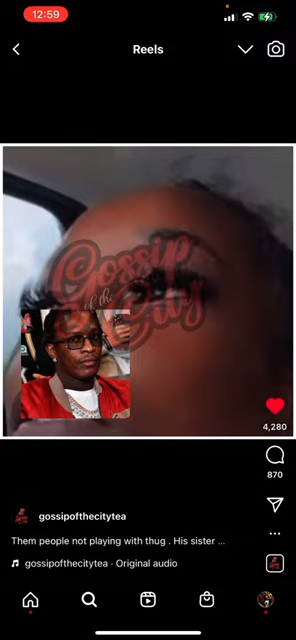 12:59
Reels
Gossip
of the
City
4,280
870
gossipofthecitytea
Them people not playing with thug . His sister ...
gossipofthecitytea · Original audio